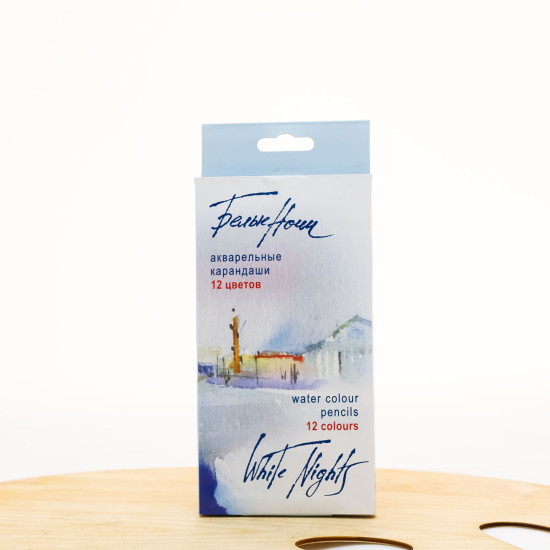 Белые Ночи
акварельные
карандаши
12 цветов
water colour
pencils
12 colours
White Nights